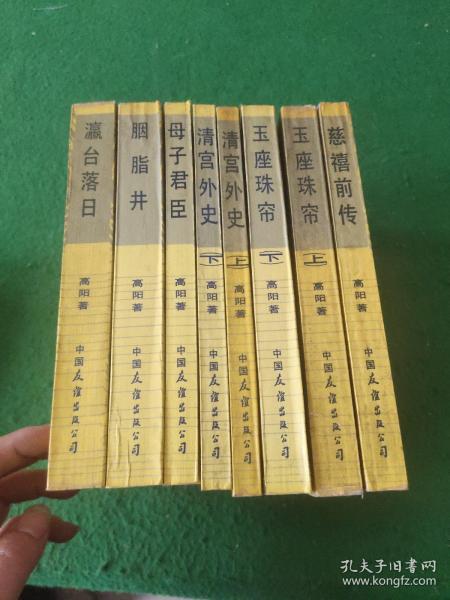 瀛台落日
高阳著
中国友谊出版公司
胭脂井
高阳著
中国友谊出版公司
母子君臣
高阳著
中国友谊出版公司
清宫外史(下)
高阳著
中国友谊出版公司
清宫外史(上)
高阳著
中国友谊出版公司
玉座珠帘(下)
高阳著
中国友谊出版公司
玉座珠帘(上)
高阳著
中国友谊出版公司
慈禧前传
高阳著
中国友谊出版公司
孔夫子旧书网
www.kongfz.com